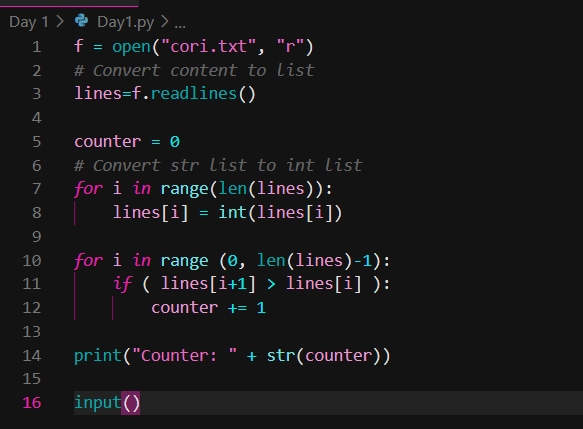 Day 1 > Day1.py > ...
1 f = open("cori.txt", "r")
2 # Convert content to list
3 lines=f.readlines()
4
5 counter = 0
6 # Convert str list to int list
7 for i in range(len(lines)):
8     lines[i] = int(lines[i])
9
10 for i in range (0, len(lines)-1):
11     if ( lines[i+1] > lines[i] ):
12         counter += 1
13
14 print("Counter: " + str(counter))
15
16 input()